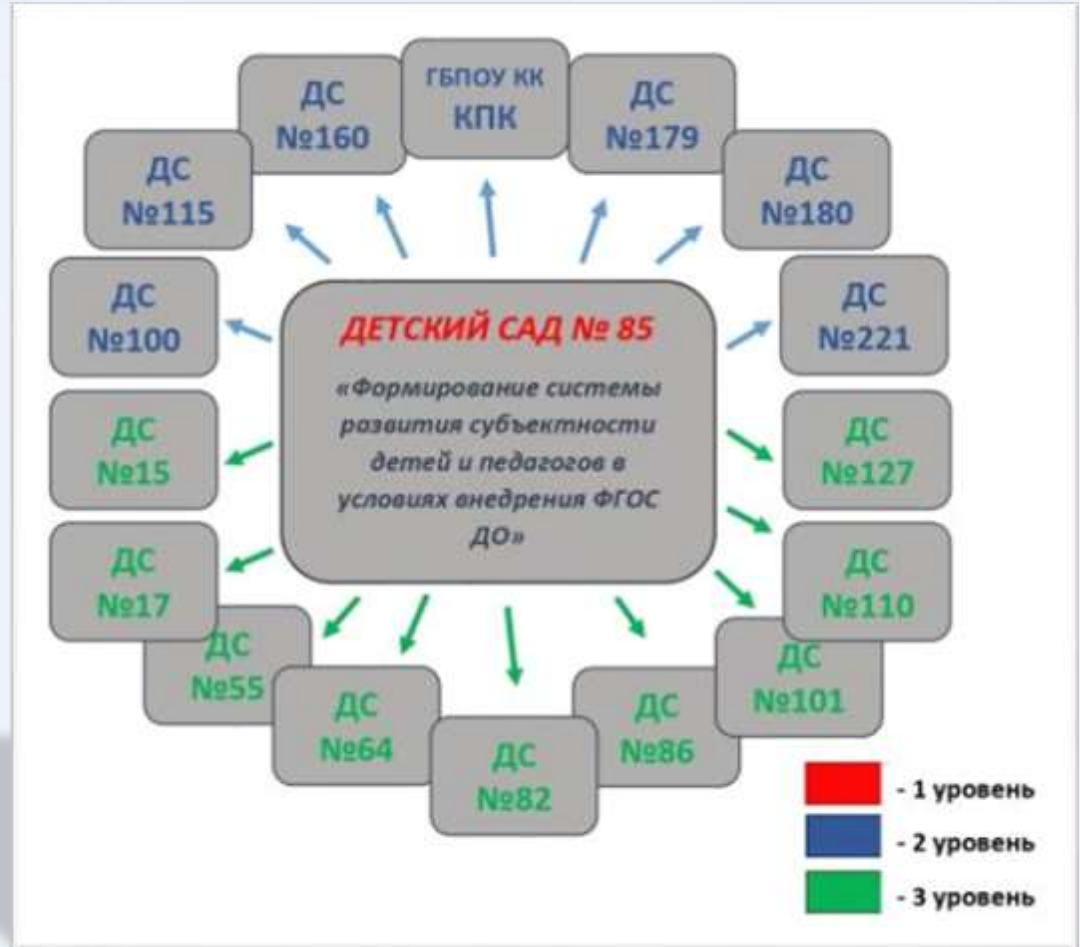 ГБПОУ КК
КПК
ДС
№160
ДС
№179
ДС
№115
ДС
№180
ДС
№100
ДС
№221
ДЕТСКИЙ САД № 85
«Формирование системы
развития субъектности
детей и педагогов в
условиях внедрения ФГОС
ДО»
ДС
№15
ДС
№127
ДС
№17
ДС
№110
ДС
№55
ДС
№101
ДС
№64
ДС
№86
ДС
№82
- 1 уровень
- 2 уровень
- 3 уровень